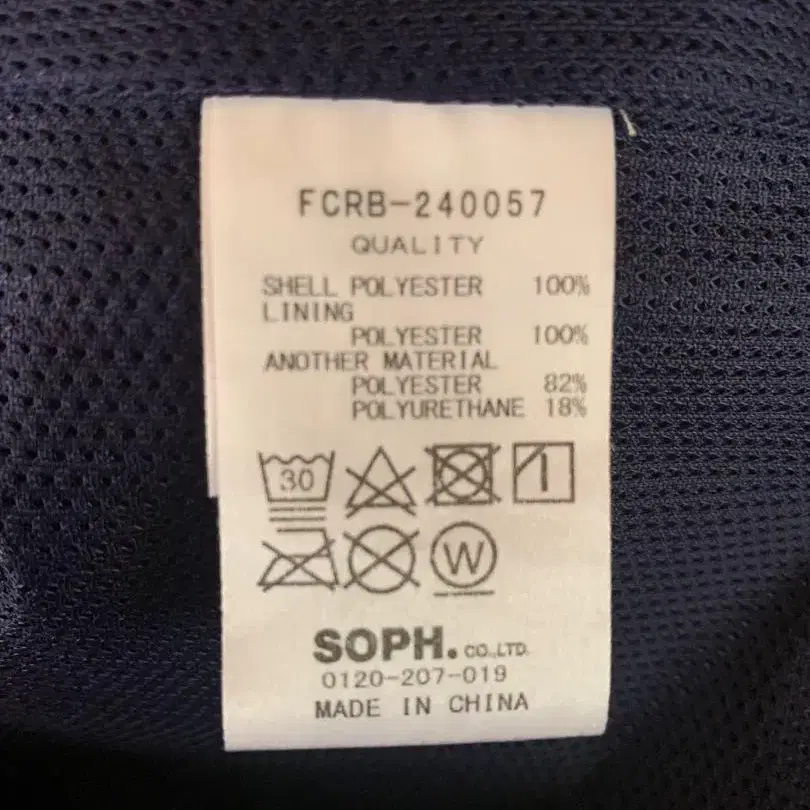 FCRB-240057
QUALITY
SHELL POLYESTER 100%
LINING
POLYESTER 100%
ANOTHER MATERIAL
POLYESTER 82%
POLYURETHANE 18%
30
W
SOPH. CO.,LTD.
0120-207-019
MADE IN CHINA